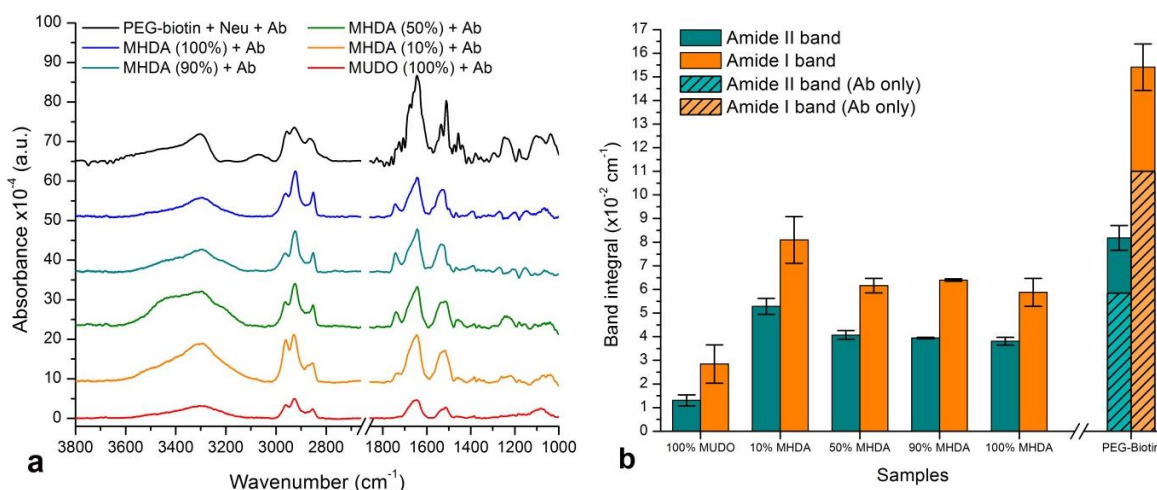 PEG-biotin + Neu + Ab
MHDA (100%) + Ab
MHDA (90%) + Ab
MHDA (50%) + Ab
MHDA (10%) + Ab
MUDO (100%) + Ab
100
90
80
70
60
50
40
30
20
10
0
Absorbance x10⁻⁴ (a.u.)
3800 3600 3400 3200 3000 2800 1800 1600 1400 1200 1000
Wavenumber (cm⁻¹)
a
Amide II band
Amide I band
Amide II band (Ab only)
Amide I band (Ab only)
17
16
15
14
13
12
11
10
9
8
7
6
5
4
3
2
1
0
Band integral (x10⁻² cm⁻¹)
100% MUDO 10% MHDA 50% MHDA 90% MHDA 100% MHDA PEG-Biotin
Samples
b